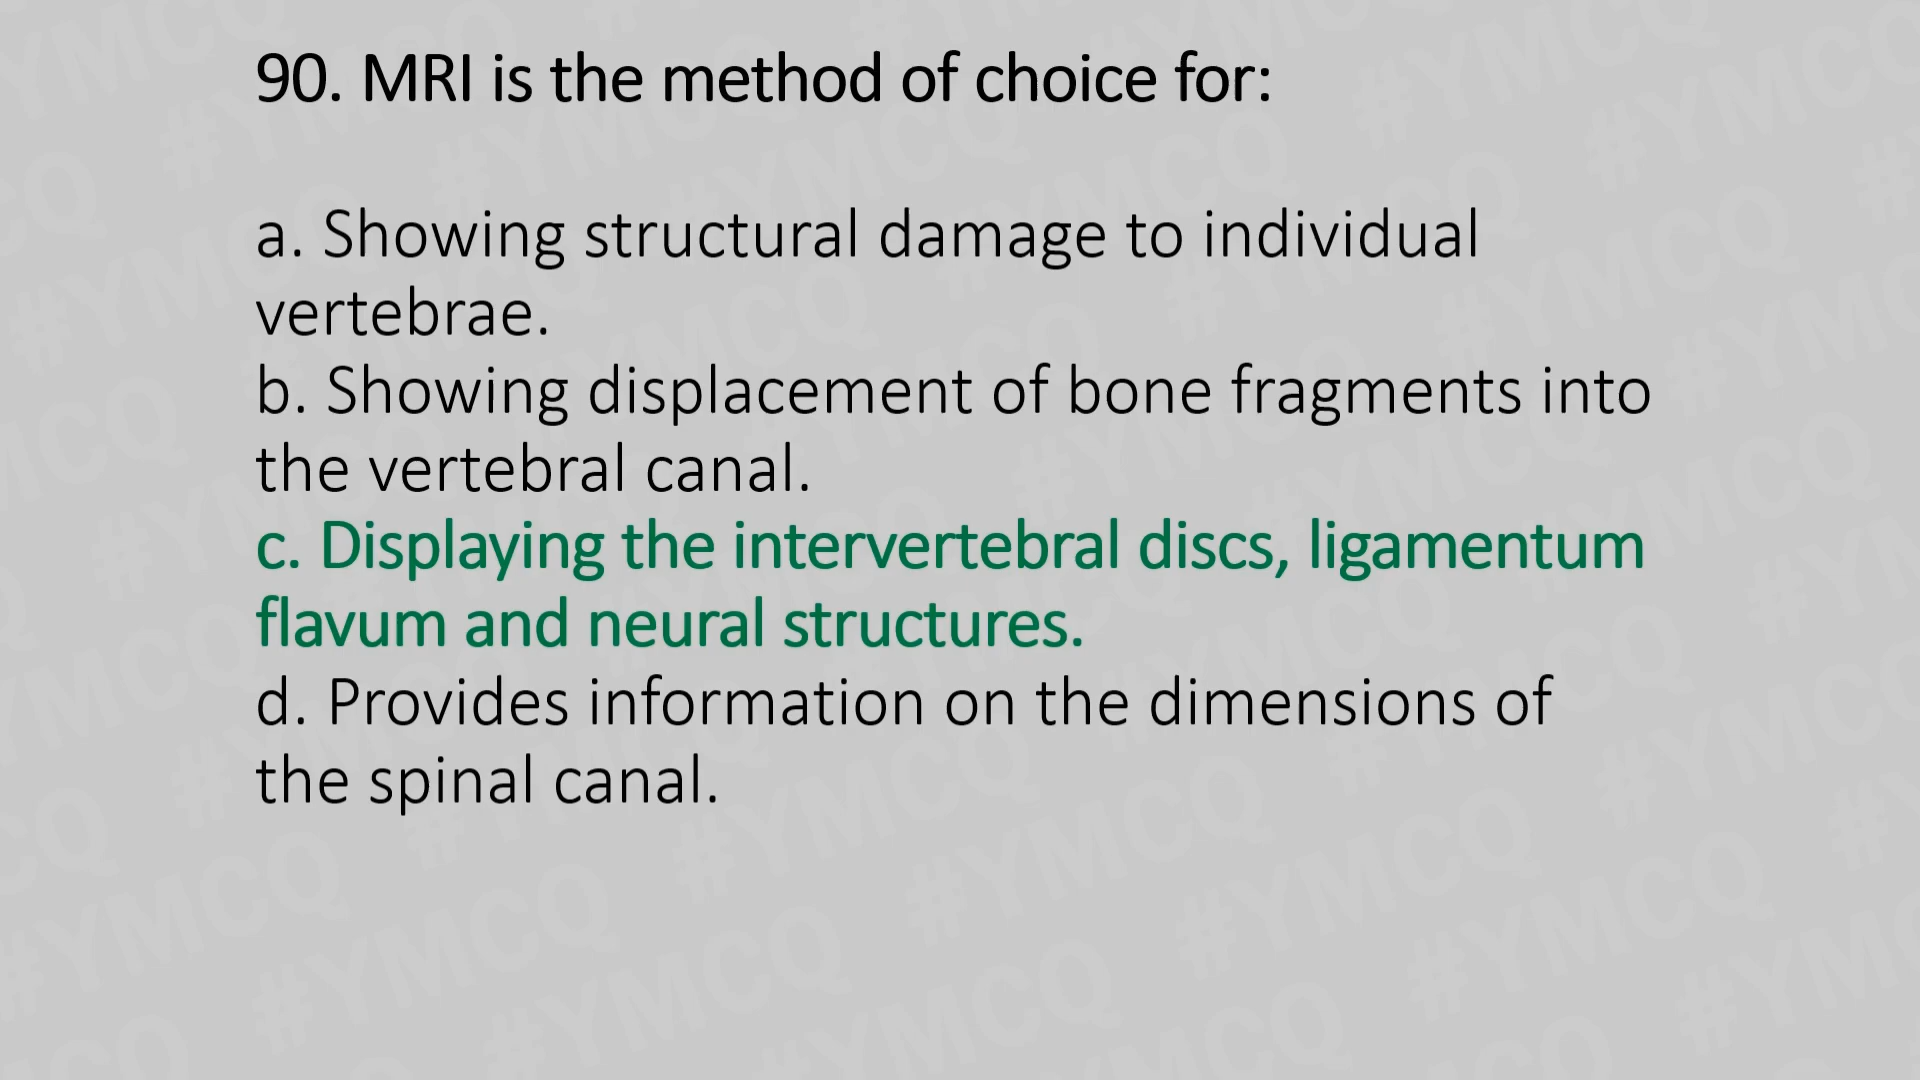 90. MRI is the method of choice for:
a. Showing structural damage to individual
vertebrae.
b. Showing displacement of bone fragments into
the vertebral canal.
c. Displaying the intervertebral discs, ligamentum
flavum and neural structures.
d. Provides information on the dimensions of
the spinal canal.
#YMCQ